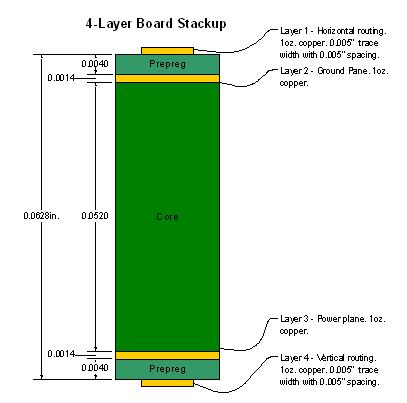 4-Layer Board Stackup
Layer 1 - Horizontal routing.
1oz. copper. 0.005" trace
width with 0.005" spacing.
0.0040
Prepreg
0.0014
Layer 2 - Ground Pane. 1oz.
copper.
0.0628in.
0.0520
Core
Layer 3 - Power plane. 1oz.
copper.
0.0014
0.0040
Prepreg
Layer 4 - Vertical routing.
1oz. copper. 0.005" trace
width with 0.005" spacing.